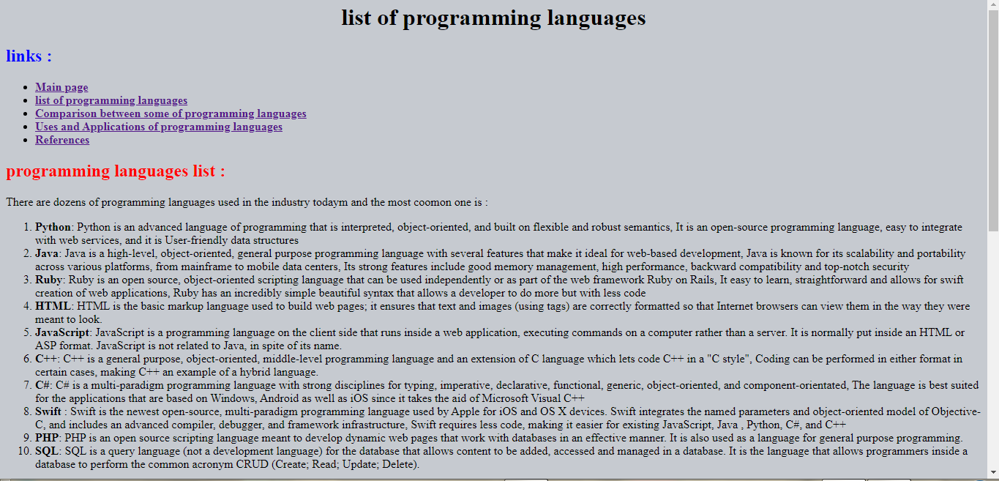 list of programming languages
links :
Main page
list of programming languages
Comparison between some of programming languages
Uses and Applications of programming languages
References
programming languages list :
There are dozens of programming languages used in the industry todaym and the most coomon one is :
1. Python: Python is an advanced language of programming that is interpreted, object-oriented, and built on flexible and robust semantics, It is an open-source programming language, easy to integrate
with web services, and it is User-friendly data structures
2. Java: Java is a high-level, object-oriented, general purpose programming language with several features that make it ideal for web-based development, Java is known for its scalability and portability
across various platforms, from mainframe to mobile data centers, Its strong features include good memory management, high performance, backward compatibility and top-notch security
3. Ruby: Ruby is an open source, object-oriented scripting language that can be used independently or as part of the web framework Ruby on Rails, It easy to learn, straightforward and allows for swift
creation of web applications, Ruby has an incredibly simple beautiful syntax that allows a developer to do more but with less code
4. HTML: HTML is the basic markup language used to build web pages; it ensures that text and images (using tags) are correctly formatted so that Internet browsers can view them in the way they were
meant to look.
5. JavaScript: JavaScript is a programming language on the client side that runs inside a web application, executing commands on a computer rather than a server. It is normally put inside an HTML or
ASP format. JavaScript is not related to Java, in spite of its name.
6. C++: C++ is a general purpose, object-oriented, middle-level programming language and an extension of C language which lets code C++ in a "C style", Coding can be performed in either format in
certain cases, making C++ an example of a hybrid language.
7. C#: C# is a multi-paradigm programming language with strong disciplines for typing, imperative, declarative, functional, generic, object-oriented, and component-orientated, The language is best suited
for the applications that are based on Windows, Android as well as iOS since it takes the aid of Microsoft Visual C++
8. Swift : Swift is the newest open-source, multi-paradigm programming language used by Apple for iOS and OS X devices. Swift integrates the named parameters and object-oriented model of Objective-
C, and includes an advanced compiler, debugger, and framework infrastructure, Swift requires less code, making it easier for existing JavaScript, Java , Python, C#, and C++
9. PHP: PHP is an open source scripting language meant to develop dynamic web pages that work with databases in an effective manner. It is also used as a language for general purpose programming.
10. SQL: SQL is a query language (not a development language) for the database that allows content to be added, accessed and managed in a database. It is the language that allows programmers inside a
database to perform the common acronym CRUD (Create; Read; Update; Delete).